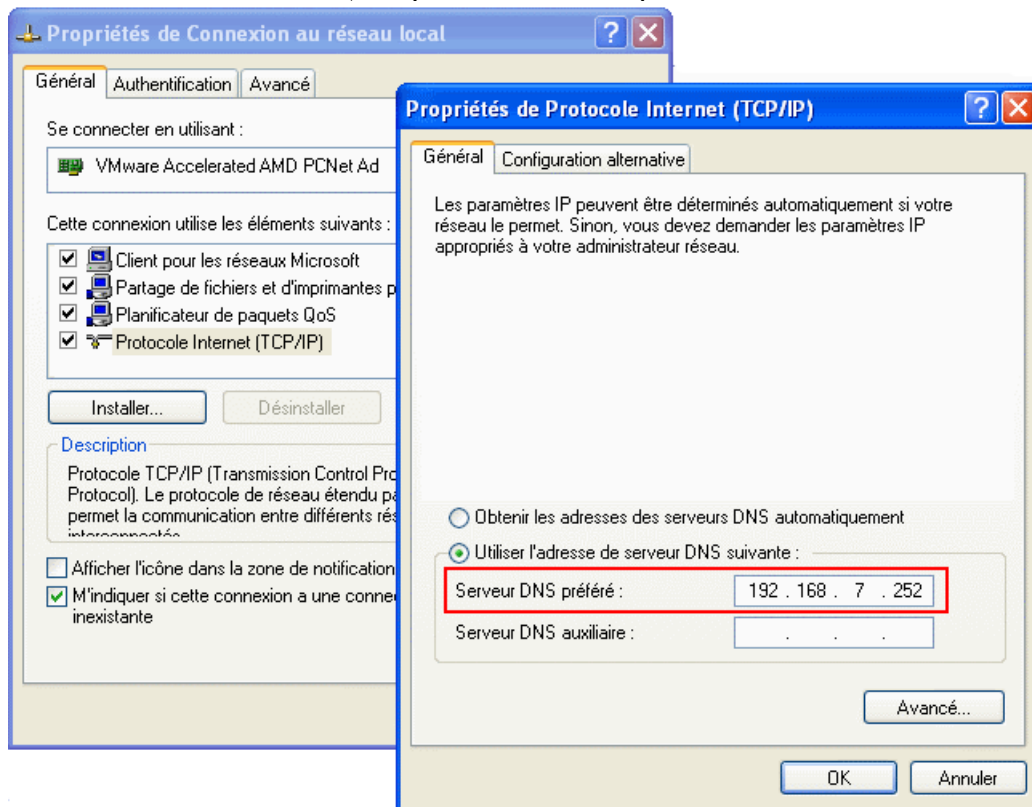 Propriétés de Connexion au réseau local
Général Authentification Avancé
Se connecter en utilisant :
VMware Accelerated AMD PCNet Ad
Cette connexion utilise les éléments suivants :
Client pour les réseaux Microsoft
Partage de fichiers et d'imprimantes p
Planificateur de paquets QoS
Protocole Internet (TCP/IP)
Installer... Désinstaller
Description
Protocole TCP/IP (Transmission Control Pro
Protocol). Le protocole de réseau étendu pa
permet la communication entre différents rés
Afficher l'icône dans la zone de notification
M'indiquer si cette connexion a une conne
inexistante
Propriétés de Protocole Internet (TCP/IP)
Général Configuration alternative
Les paramètres IP peuvent être déterminés automatiquement si votre
réseau le permet. Sinon, vous devez demander les paramètres IP
appropriés à votre administrateur réseau.
Obtenir les adresses des serveurs DNS automatiquement
Utiliser l'adresse de serveur DNS suivante :
Serveur DNS préféré : 192 . 168 . 7 . 252
Serveur DNS auxiliaire : . . .
Avancé...
OK Annuler